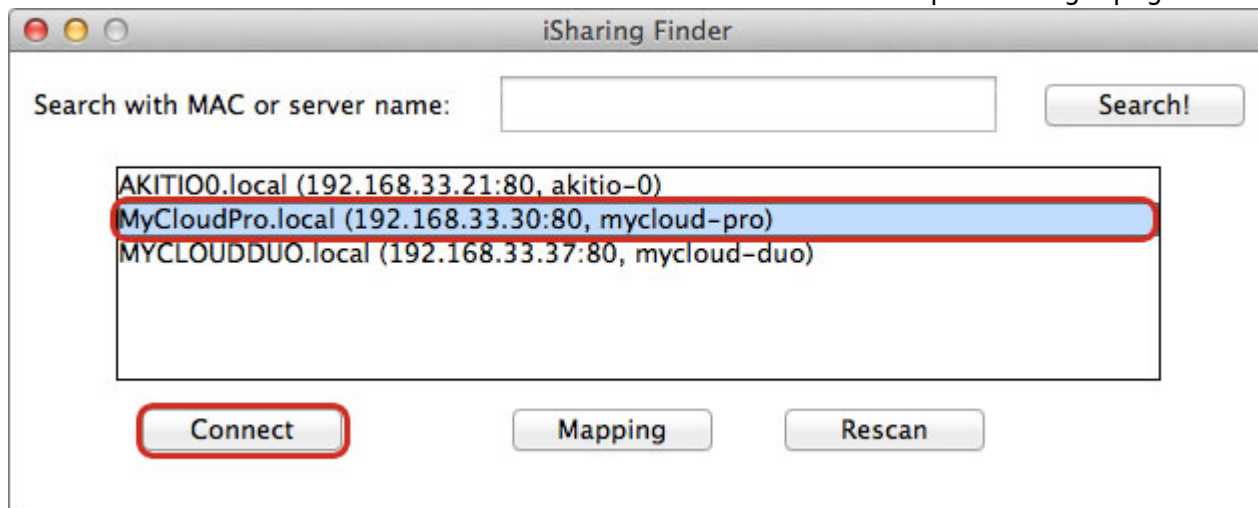 iSharing Finder
Search with MAC or server name:
Search!
AKITIO0.local (192.168.33.21:80, akitio-0)
MyCloudPro.local (192.168.33.30:80, mycloud-pro)
MYCLOUDDUO.local (192.168.33.37:80, mycloud-duo)
Connect
Mapping
Rescan